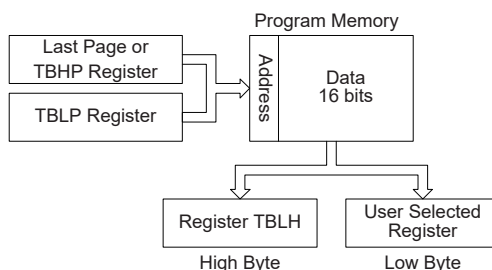 Program Memory
Last Page or
TBHP Register
TBLP Register
Address
Data
16 bits
Register TBLH
User Selected
Register
High Byte
Low Byte